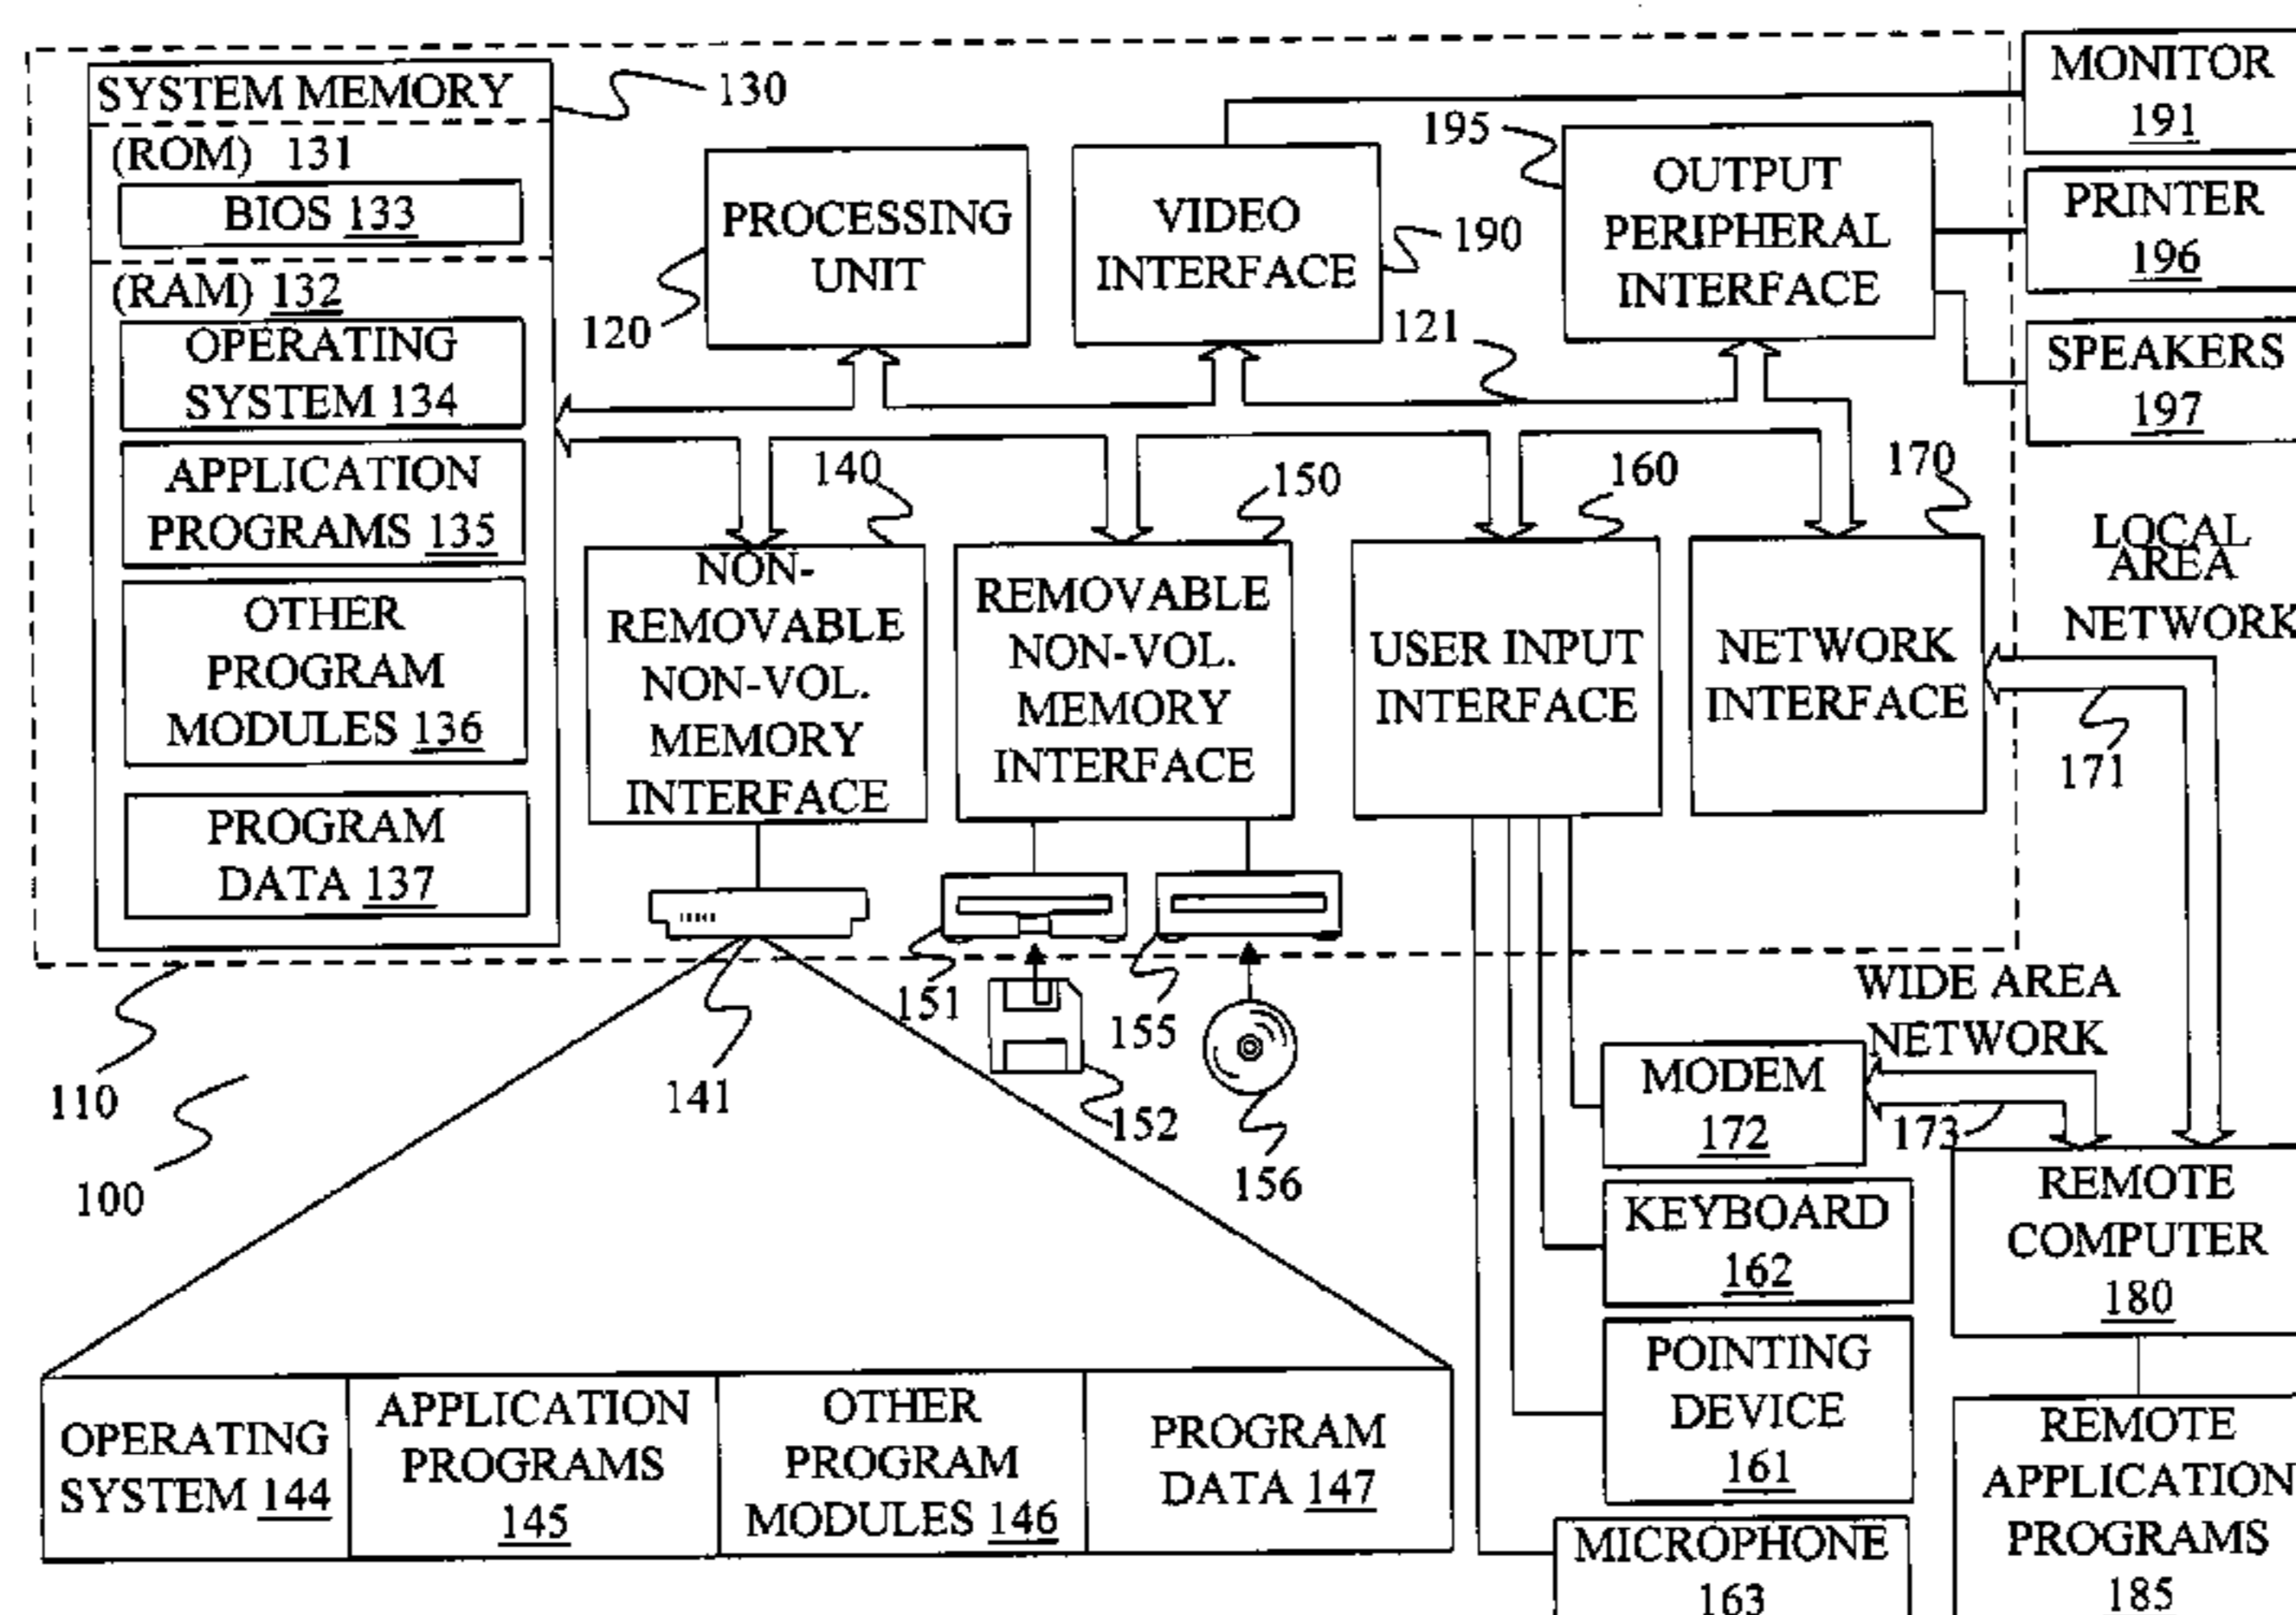 SYSTEM MEMORY
130
(ROM) 131
BIOS 133
(RAM) 132
OPERATING
SYSTEM 134
APPLICATION
PROGRAMS 135
OTHER
PROGRAM
MODULES 136
PROGRAM
DATA 137
PROCESSING
UNIT
120
VIDEO
INTERFACE
190
121
195
OUTPUT
PERIPHERAL
INTERFACE
MONITOR
191
PRINTER
196
SPEAKERS
197
140
NON-
REMOVABLE
NON-VOL.
MEMORY
INTERFACE
150
REMOVABLE
NON-VOL.
MEMORY
INTERFACE
160
USER INPUT
INTERFACE
170
NETWORK
INTERFACE
LOCAL
AREA
NETWORK
171
110
100
141
151
152
155
156
WIDE AREA
NETWORK
173
MODEM
172
KEYBOARD
162
POINTING
DEVICE
161
MICROPHONE
163
REMOTE
COMPUTER
180
REMOTE
APPLICATION
PROGRAMS
185
OPERATING
SYSTEM 144
APPLICATION
PROGRAMS
145
OTHER
PROGRAM
MODULES 146
PROGRAM
DATA 147